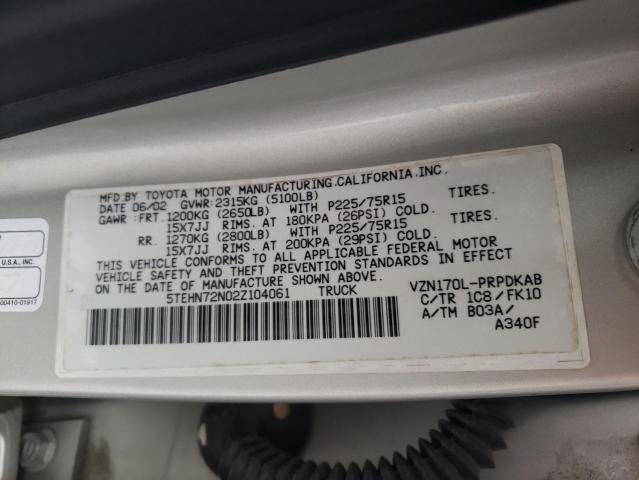 MFD.BY TOYOTA MOTOR MANUFACTURING.CALIFORNIA.INC.
DATE 06/02 GVWR:2315KG (5100LB)
GAWR :FRT.1200KG (2650LB) WITH P225/75R15 TIRES.
15X7JJ RIMS. AT 180KPA (26PSI) COLD.
RR. 1270KG (2800LB) WITH P225/75R15 TIRES.
15X7JJ RIMS. AT 200KPA (29PSI) COLD.
THIS VEHICLE CONFORMS TO ALL APPLICABLE FEDERAL MOTOR
VEHICLE SAFETY AND THEFT PREVENTION STANDARDS IN EFFECT
ON THE DATE OF MANUFACTURE SHOWN ABOVE.
5TEHN72N02Z104061 TRUCK VZN170L-PRPDKAB
C/TR 1C8/FK10
A/TM B03A/
A340F
U.S.A., INC.
00410-01917